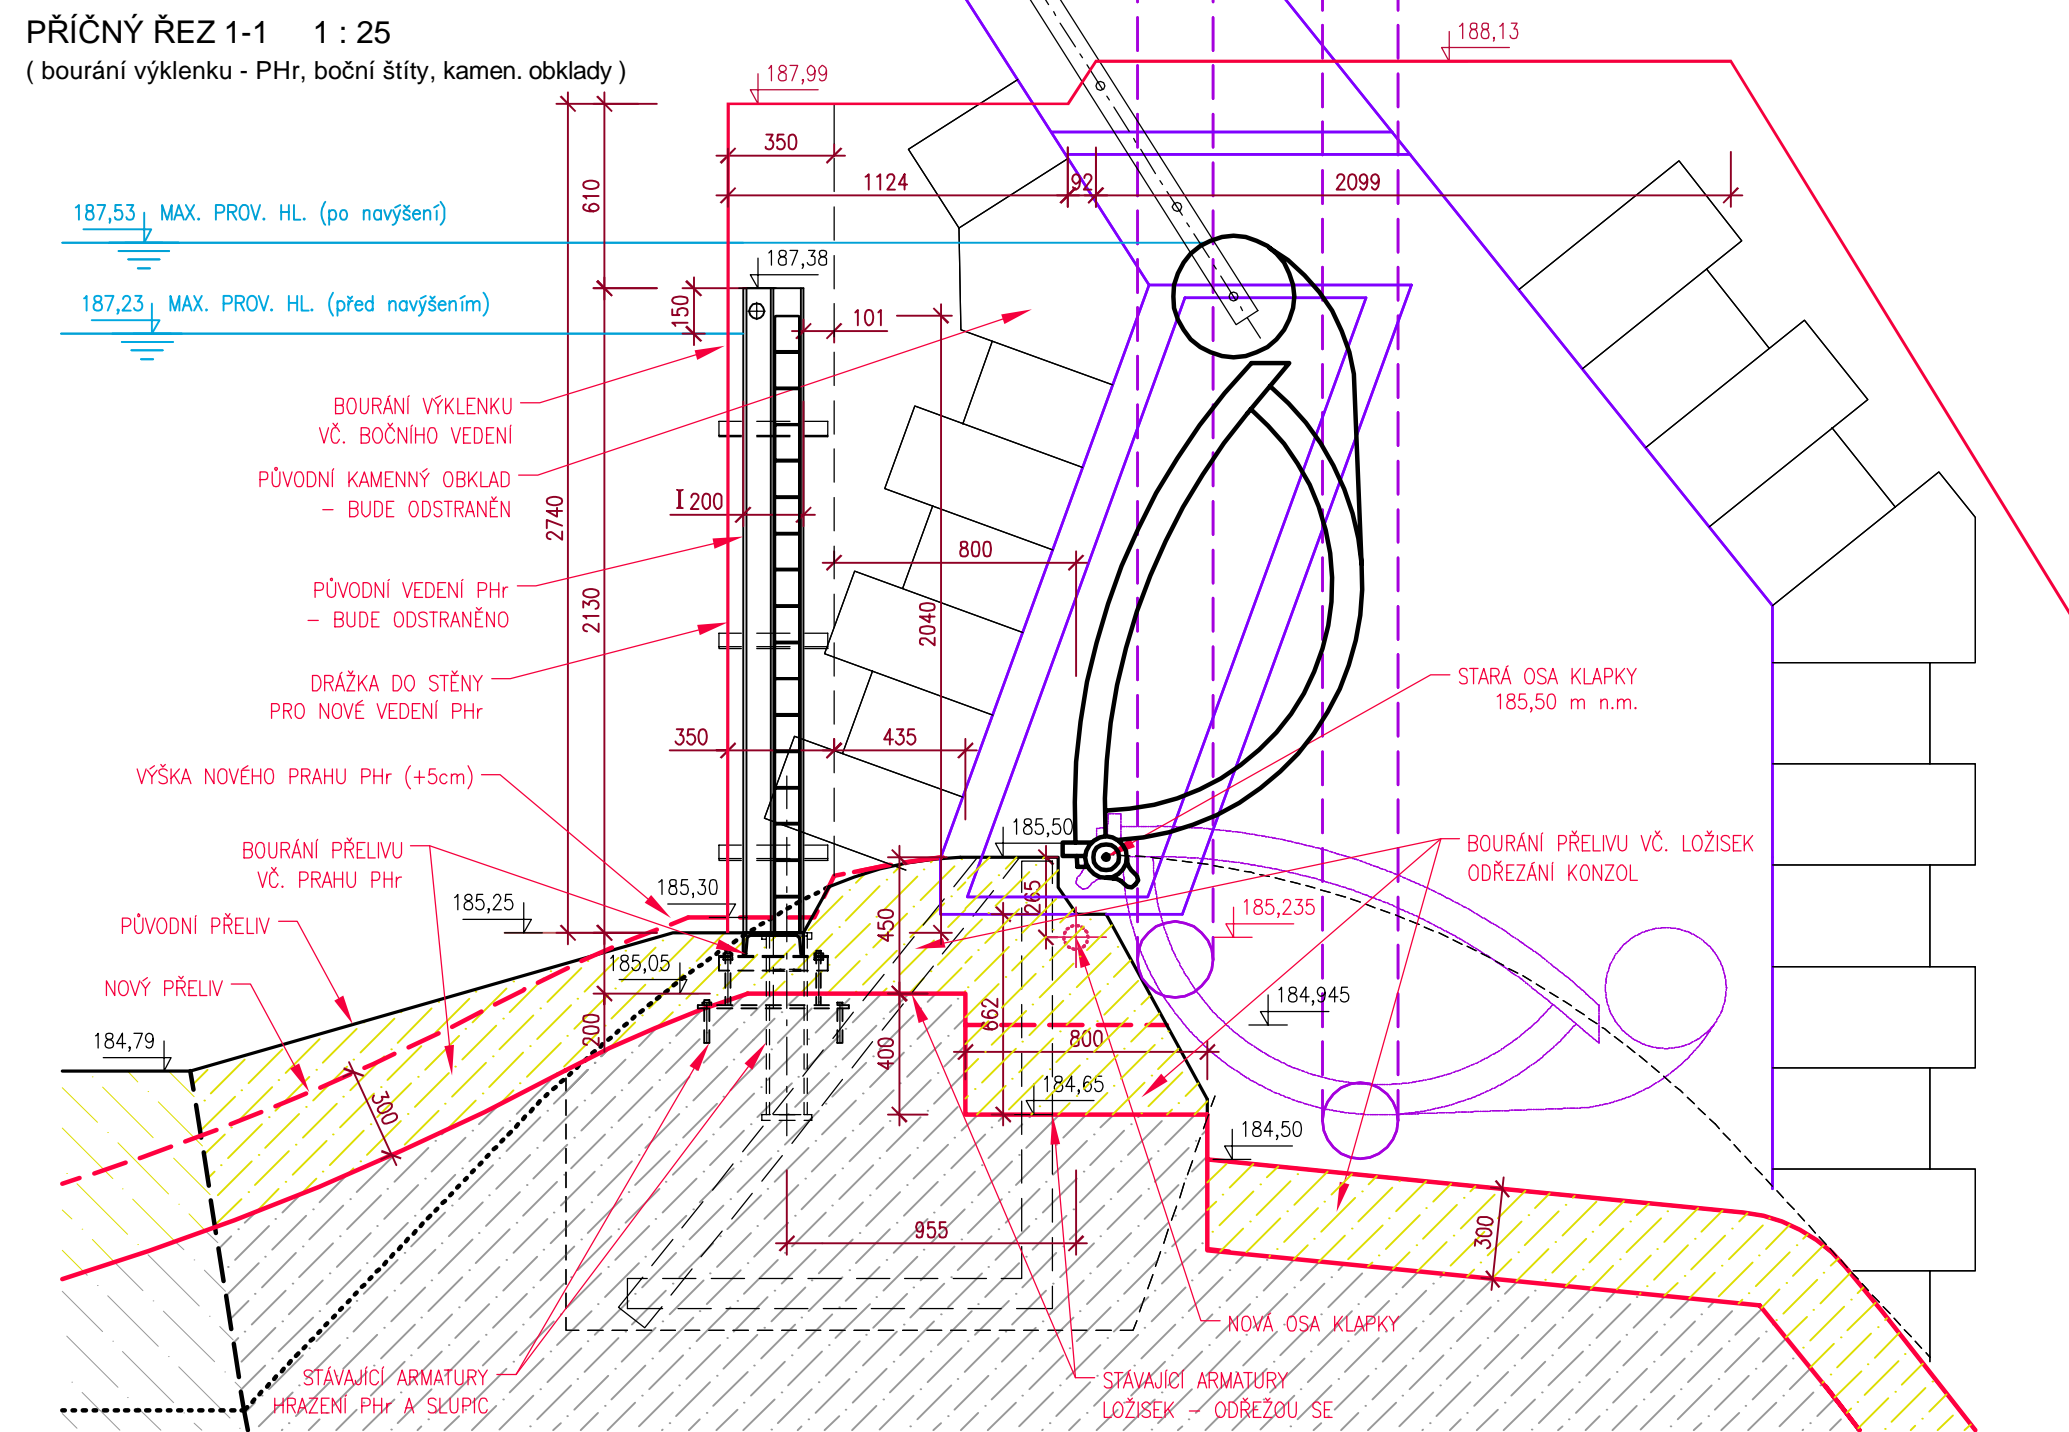 PŘÍČNÝ ŘEZ 1-1 1 : 25
( bourání výklenku - PHr, boční štíty, kamen. obklady )
188,13
187,99
350
1124
92
2099
610
187,53 MAX. PROV. HL. (po navýšení)
187,38
187,23 MAX. PROV. HL. (před navýšením)
150
101
BOURÁNÍ VÝKLENKU
VČ. BOČNÍHO VEDENÍ
PŮVODNÍ KAMENNÝ OBKLAD
– BUDE ODSTRANĚN
I 200
2740
800
PŮVODNÍ VEDENÍ PHr
– BUDE ODSTRANĚNO
2130
2040
DRÁŽKA DO STĚNY
PRO NOVÉ VEDENÍ PHr
STARÁ OSA KLAPKY
185,50 m n.m.
350
435
VÝŠKA NOVÉHO PRAHU PHr (+5cm)
185,50
BOURÁNÍ PŘELIVU
VČ. PRAHU PHr
BOURÁNÍ PŘELIVU VČ. LOŽISEK
ODŘEZÁNÍ KONZOL
185,30
185,25
265
185,235
450
PŮVODNÍ PŘELIV
185,05
NOVÝ PŘELIV
184,945
662
200
400
800
184,79
184,65
300
184,50
955
300
NOVÁ OSA KLAPKY
STÁVAJÍCÍ ARMATURY
HRAZENÍ PHr A SLUPIC
STÁVAJÍCÍ ARMATURY
LOŽISEK – ODŘEŽOU SE